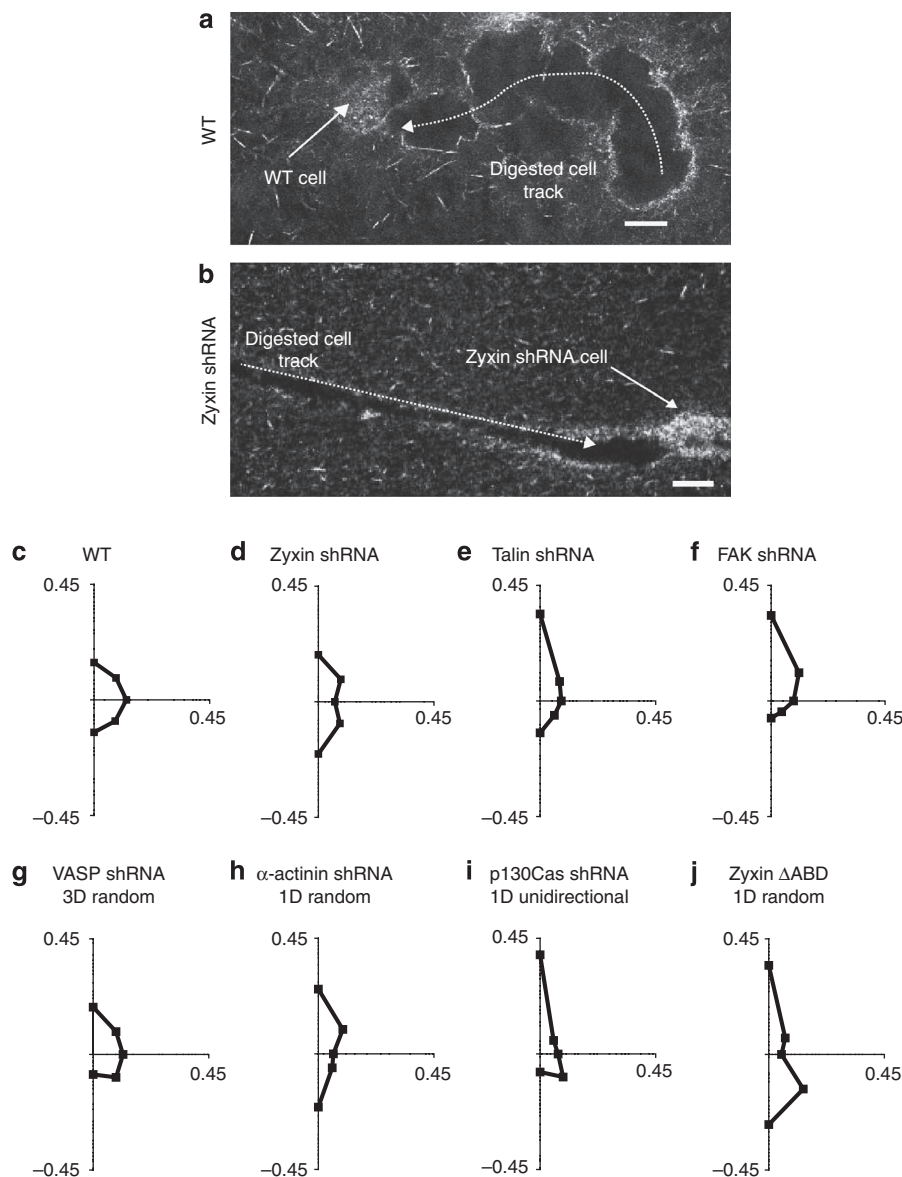 a
WT
WT cell
Digested cell
track
b
Zyxin shRNA
Digested cell
track
Zyxin shRNA cell
c WT
0.45
0.45
–0.45
d Zyxin shRNA
0.45
0.45
–0.45
e Talin shRNA
0.45
0.45
–0.45
f FAK shRNA
0.45
0.45
–0.45
g VASP shRNA
3D random
0.45
0.45
–0.45
h α-actinin shRNA
1D random
0.45
0.45
–0.45
i p130Cas shRNA
1D unidirectional
0.45
0.45
–0.45
j Zyxin ΔABD
1D random
0.45
0.45
–0.45